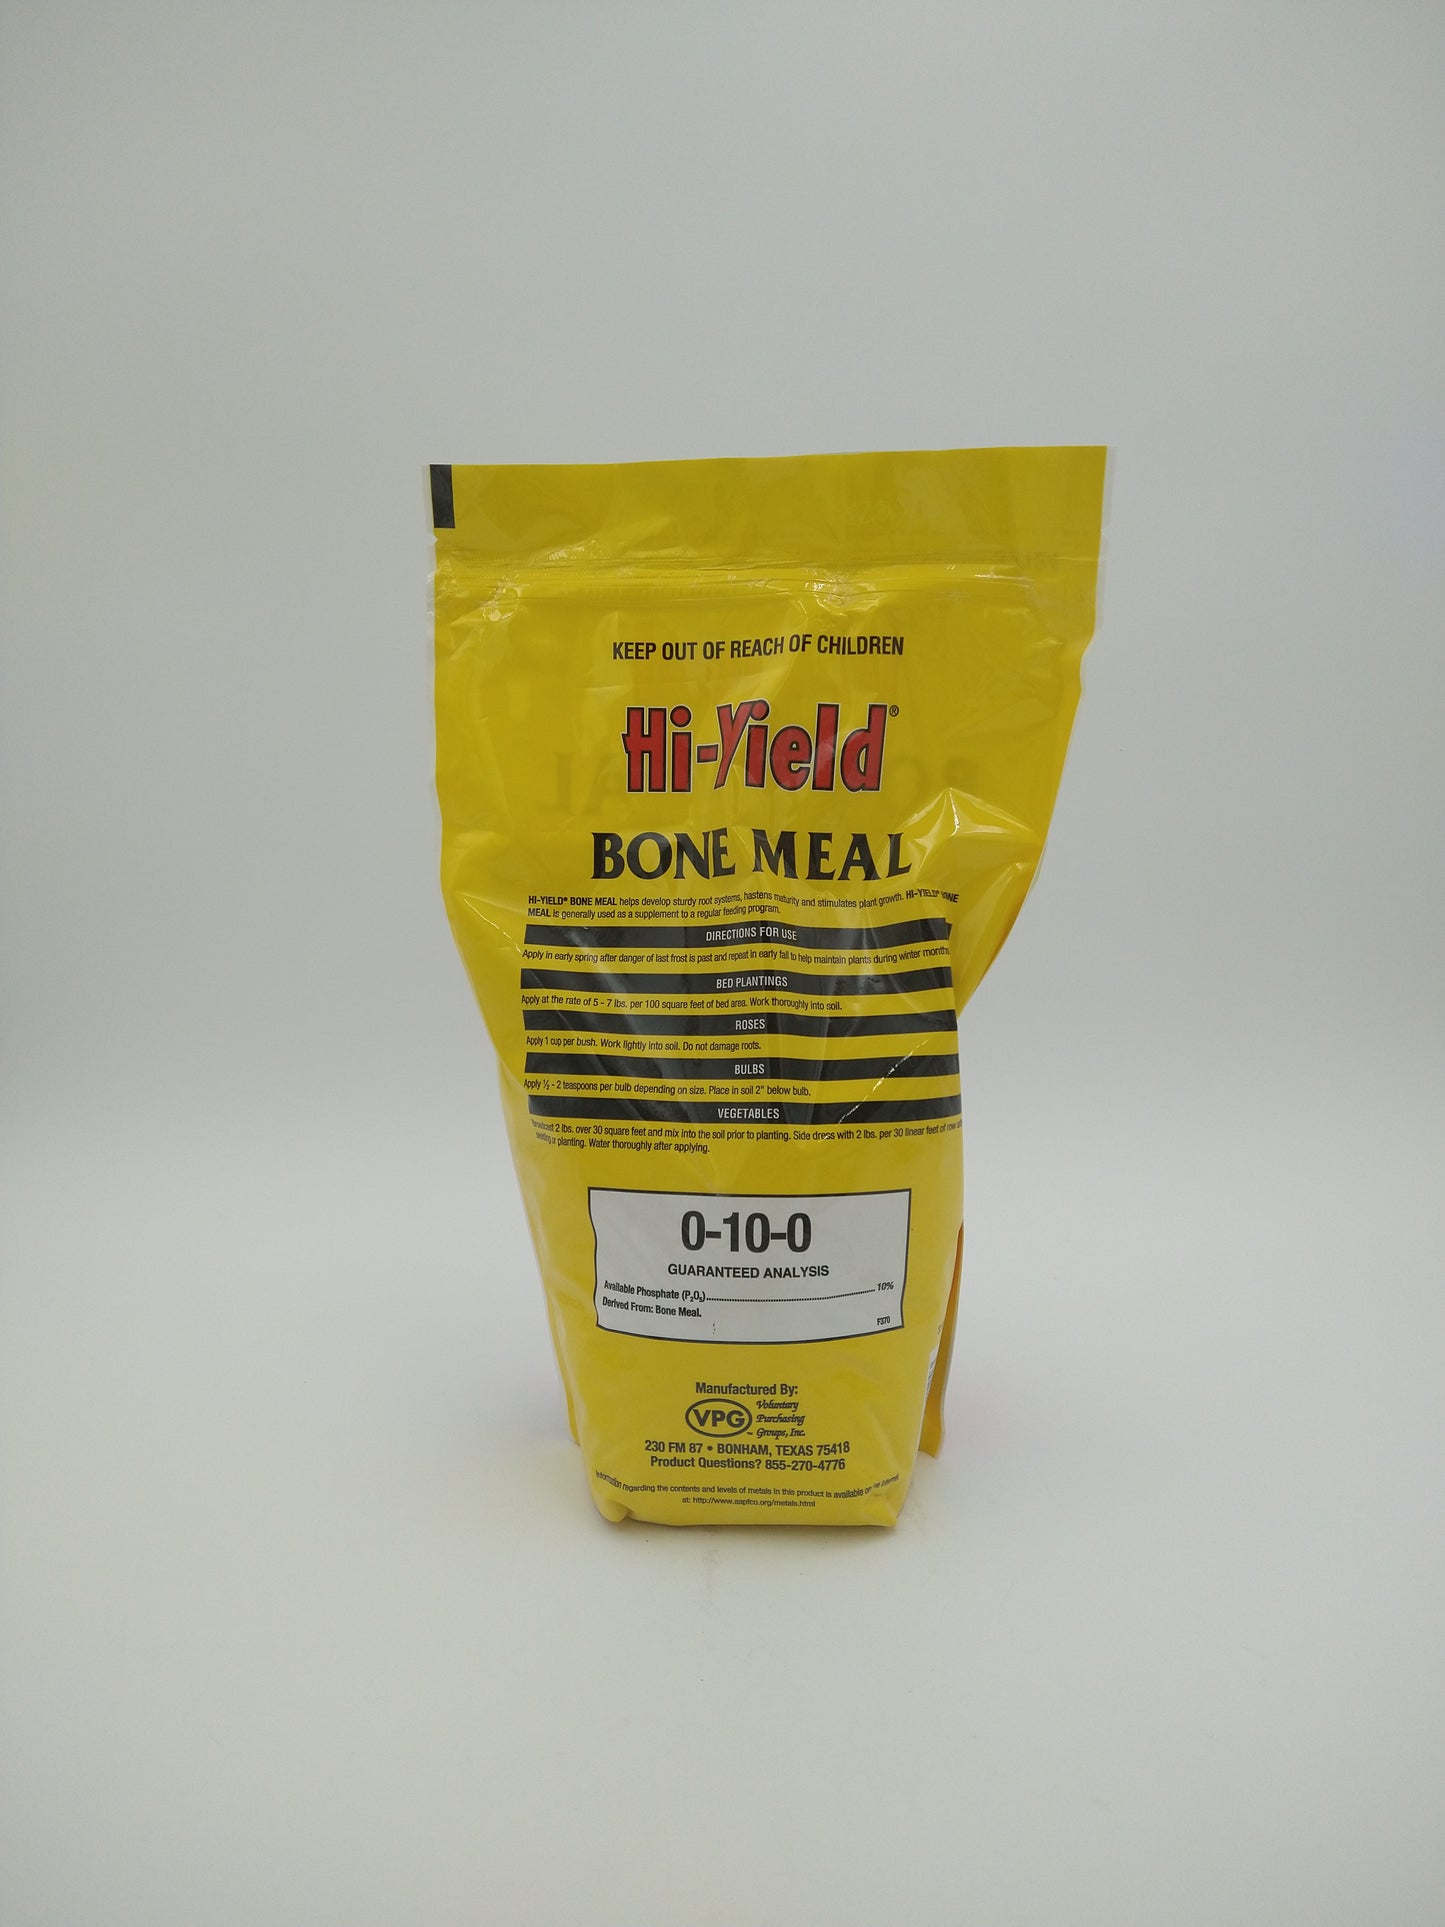 KEEP OUT OF REACH OF CHILDREN
Hi-Yield®
BONE MEAL
HI-YIELD® BONE MEAL helps develop sturdy root systems, hastens maturity and stimulates plant growth. HI-YIELD® BONE
MEAL is generally used as a supplement to a regular feeding program.
DIRECTIONS FOR USE
Apply in early spring after danger of last frost is past and repeat in early fall to help maintain plants during winter months.
BED PLANTINGS
Apply at the rate of 5 - 7 lbs. per 100 square feet of bed area. Work thoroughly into soil.
ROSES
Apply 1 cup per bush. Work lightly into soil. Do not damage roots.
BULBS
Apply ½ - 2 teaspoons per bulb depending on size. Place in soil 2" below bulb.
VEGETABLES
2 lbs. over 30 square feet and mix into the soil prior to planting. Side dress with 2 lbs. per 30 linear feet of row
seeding or planting. Water thoroughly after applying.
0-10-0
GUARANTEED ANALYSIS
Available Phosphate (P₂O₅)........................................10%
Derived From: Bone Meal.
F370
Manufactured By:
VPG™ Voluntary
Purchasing
Groups, Inc.
230 FM 87 • BONHAM, TEXAS 75418
Product Questions? 855-270-4776
Information regarding the contents and levels of metals in this product is available on the internet
at: http://www.aapfco.org/metals.html